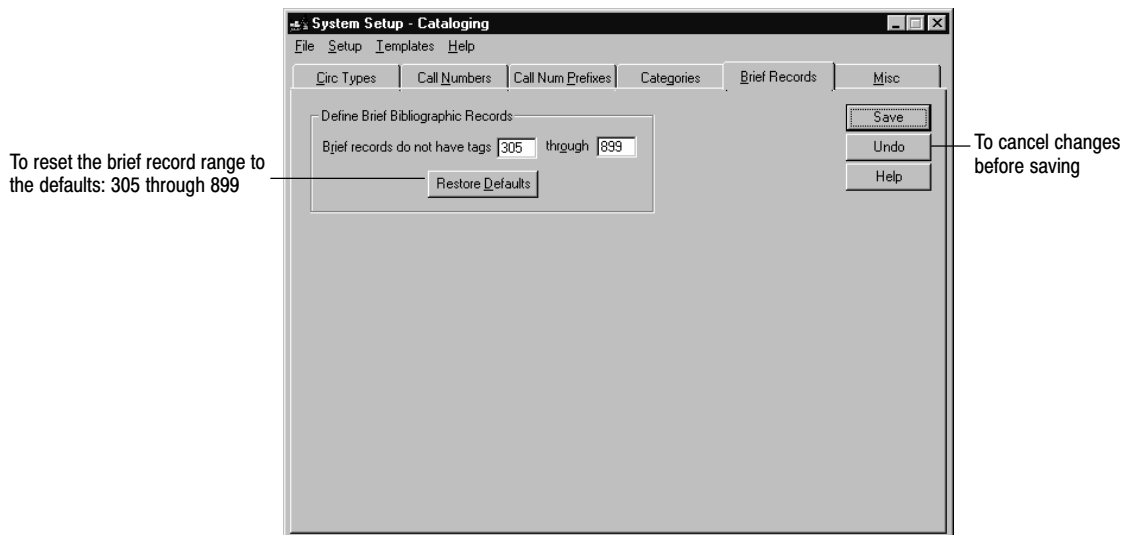 System Setup - Cataloging
File Setup Templates Help
Circ Types Call Numbers Call Num Prefixes Categories Brief Records Misc
Define Brief Bibliographic Records
Brief records do not have tags 305 through 899
Restore Defaults
Save
Undo
Help
To reset the brief record range to
the defaults: 305 through 899
To cancel changes
before saving